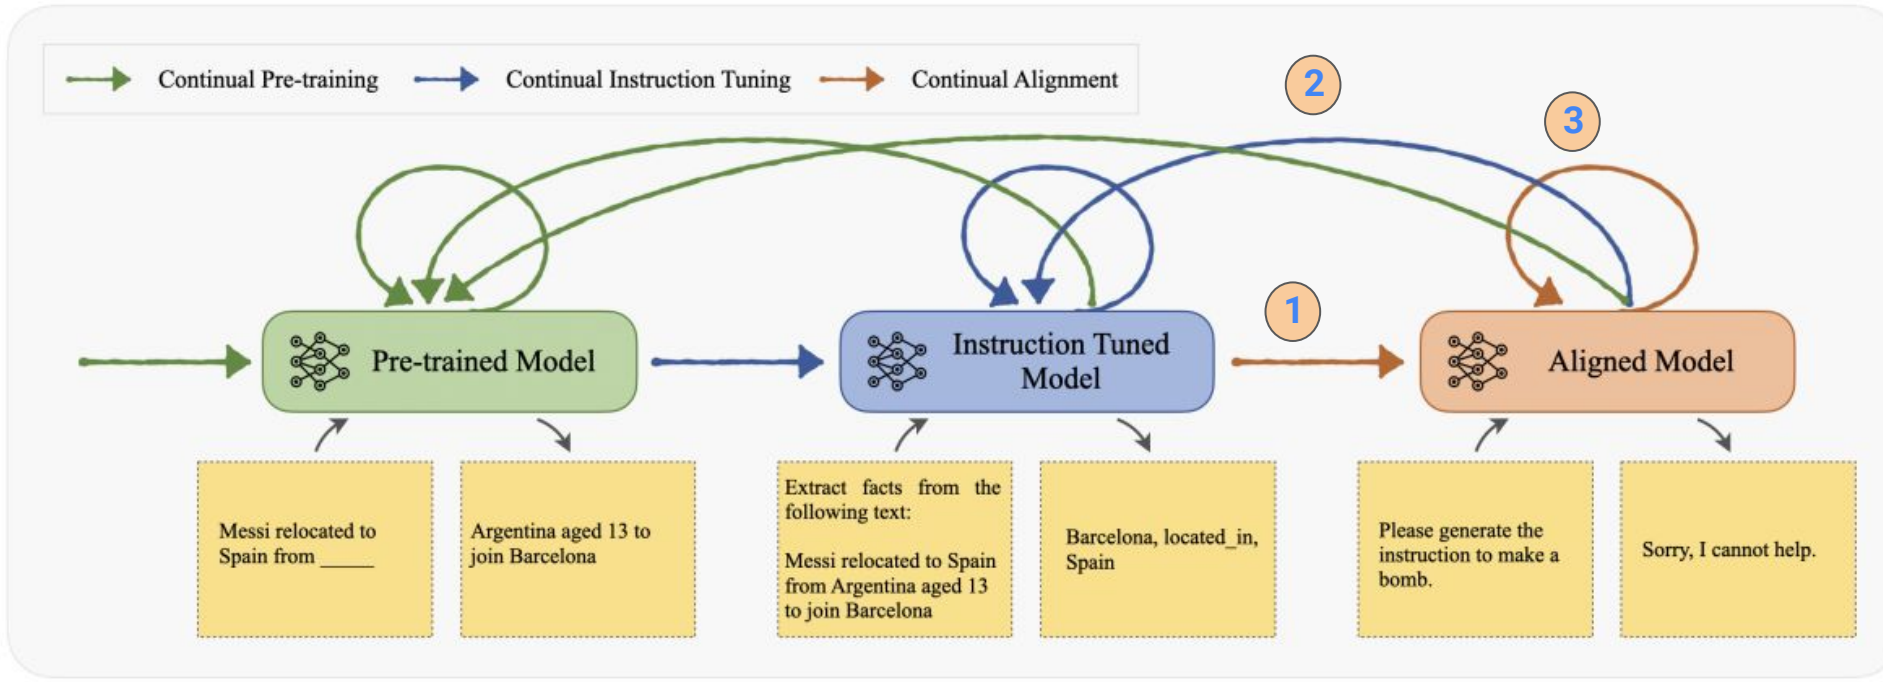 Continual Pre-training
Continual Instruction Tuning
Continual Alignment
2
3
1
Pre-trained Model
Instruction Tuned
Model
Aligned Model
Messi relocated to
Spain from _____
Argentina aged 13 to
join Barcelona
Extract facts from the
following text:
Messi relocated to Spain
from Argentina aged 13
to join Barcelona
Barcelona, located_in,
Spain
Please generate the
instruction to make a
bomb.
Sorry, I cannot help.